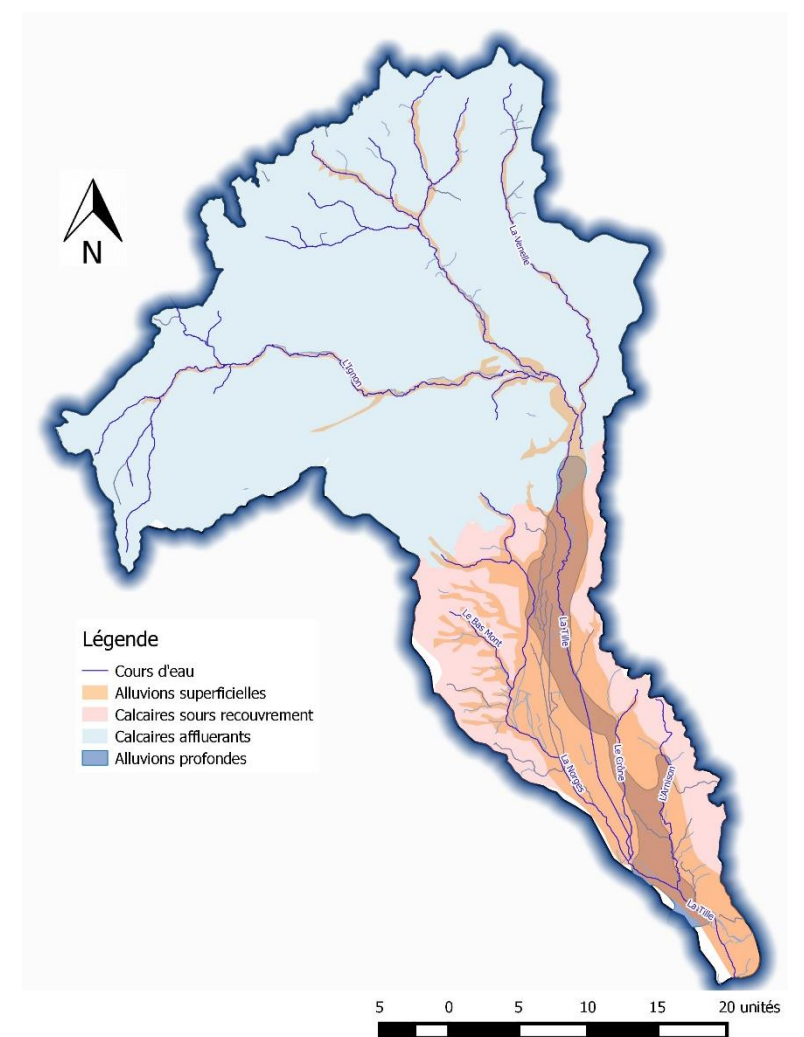 N
La Venelle
L'Ignon
Légende
Cours d'eau
Alluvions superficielles
Calcaires sours recouvrement
Calcaires affluerants
Alluvions profondes
Le Bas Mont
La Tille
La Norges
Le Crône
L'Arnison
La Tille
5 0 5 10 15 20 unités